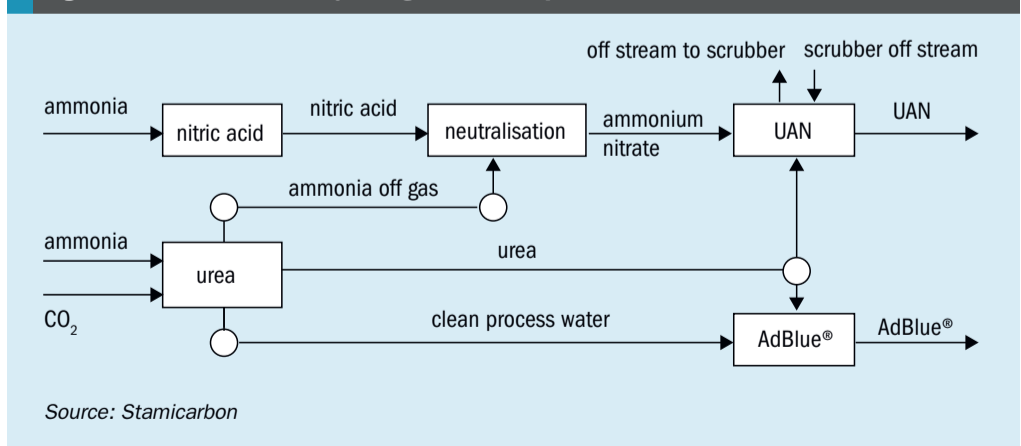 off stream to scrubber
scrubber off stream
ammonia
nitric acid
nitric acid
neutralisation
ammonium
nitrate
UAN
UAN
ammonia off gas
ammonia
urea
urea
CO₂
clean process water
AdBlue®
AdBlue®
Source: Stamicarbon